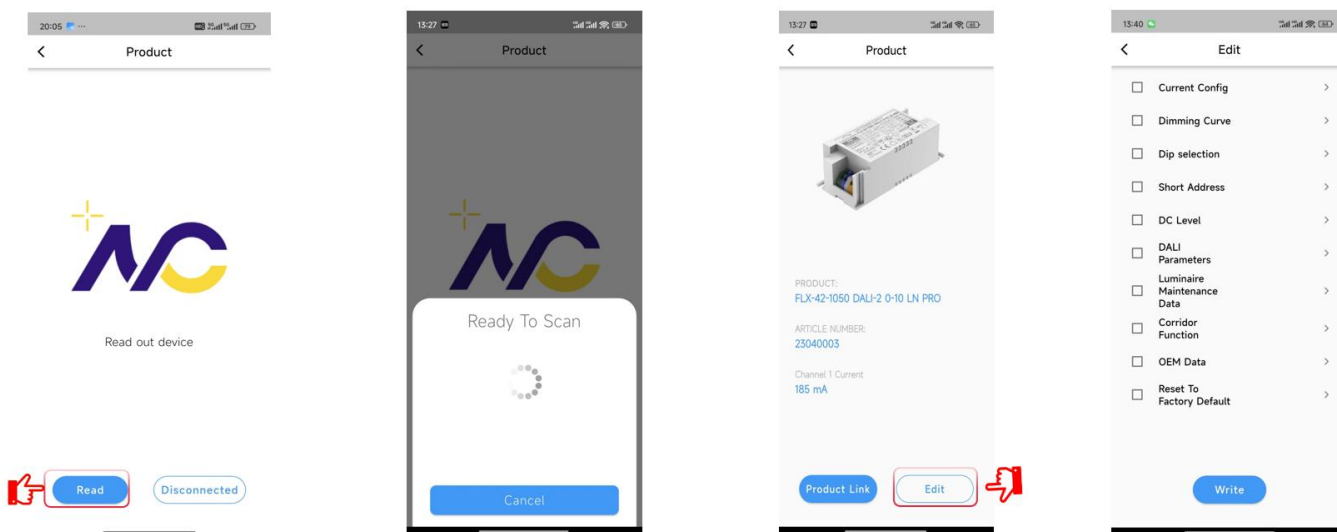 20:05
Product
NC
Read out device
Read
Disconnected
13:27
Product
NC
Ready To Scan
Cancel
13:27
Product
PRODUCT:
FLX-42-1050 DALI-2 0-10 LN PRO
ARTICLE NUMBER:
23040003
Channel 1 Current
185 mA
Product Link
Edit
13:40
Edit
Current Config
Dimming Curve
Dip selection
Short Address
DC Level
DALI
Parameters
Luminaire
Maintenance
Data
Corridor
Function
OEM Data
Reset To
Factory Default
Write